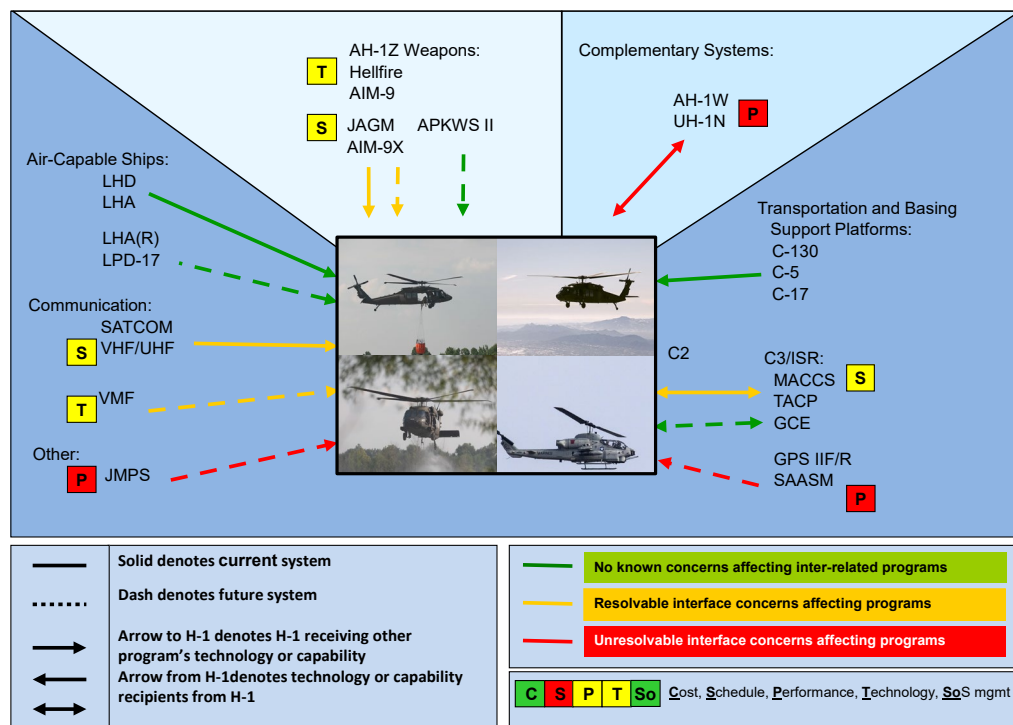 AH-1Z Weapons:
T
Hellfire
AIM-9
S
JAGM APKWS II
AIM-9X
Complementary Systems:
AH-1W
UH-1N
P
Air-Capable Ships:
LHD
LHA
LHA(R)
LPD-17
Transportation and Basing
Support Platforms:
C-130
C-5
C-17
Communication:
SATCOM
VHF/UHF
S
VMF
T
Other:
P
JMPS
C2
C3/ISR:
MACCS
TACP
GCE
S
GPS IIF/R
SAASM
P
Solid denotes current system
Dash denotes future system
Arrow to H-1 denotes H-1 receiving other
program's technology or capability
Arrow from H-1denotes technology or capability
recipients from H-1
No known concerns affecting inter-related programs
Resolvable interface concerns affecting programs
Unresolvable interface concerns affecting programs
C S P T So Cost, Schedule, Performance, Technology, SoS mgmt